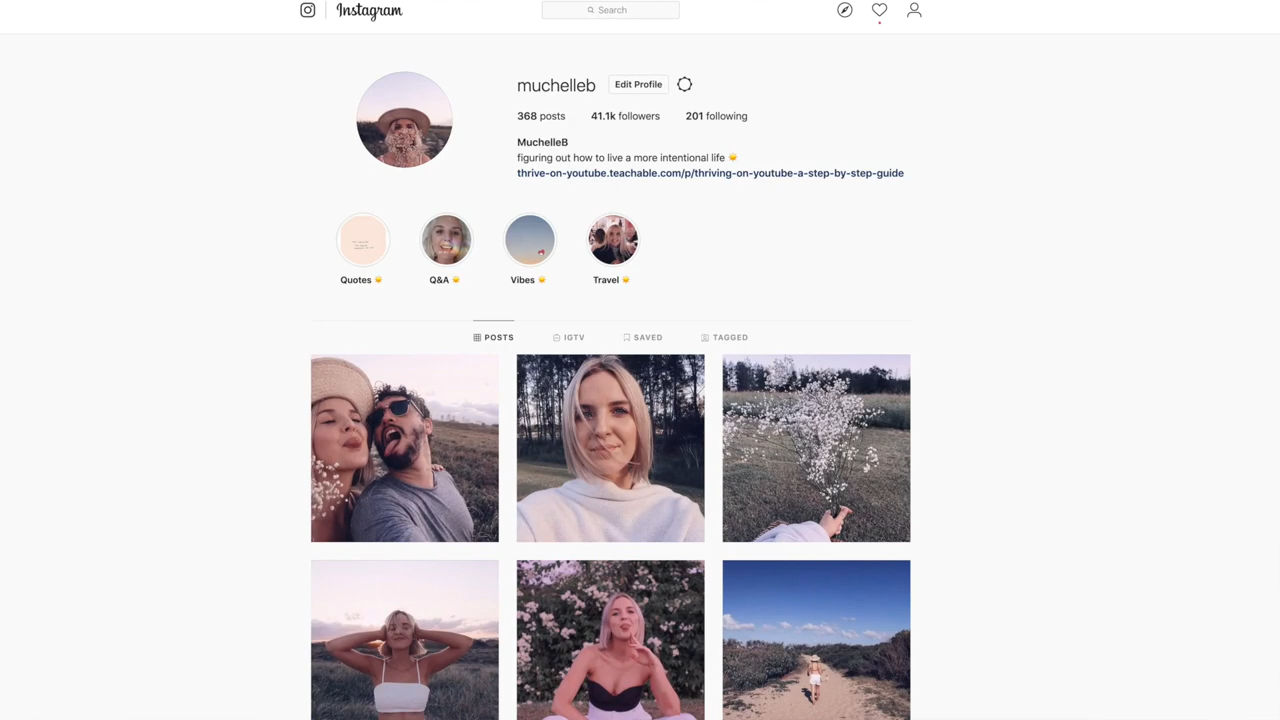 Instagram
Search
muchelleb Edit Profile
368 posts 41.1k followers 201 following
MuchelleB
figuring out how to live a more intentional life ☀️
thrive-on-youtube.teachable.com/p/thriving-on-youtube-a-step-by-step-guide
Quotes ☀️ Q&A ☀️ Vibes ☀️ Travel ☀️
POSTS IGTV SAVED TAGGED